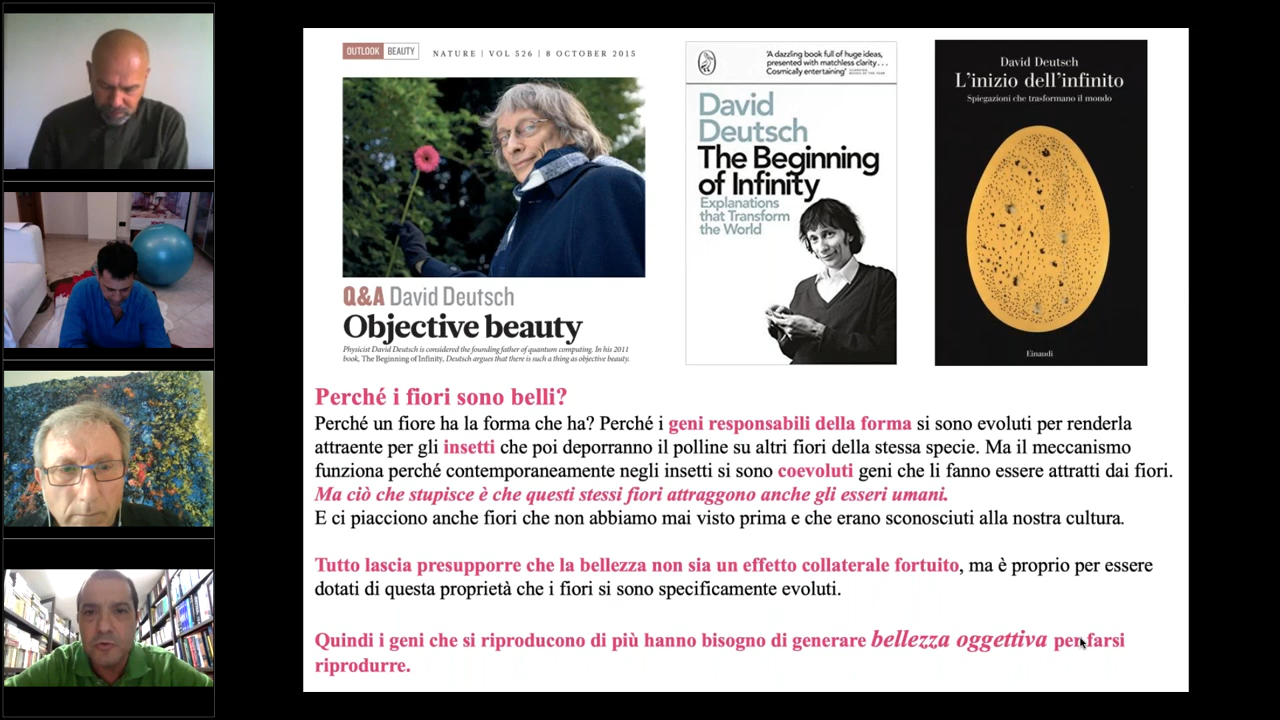 OUTLOOK BEAUTY NATURE | VOL 526 | 8 OCTOBER 2015
Q&A David Deutsch
Objective beauty
Physicist David Deutsch is considered the founding father of quantum computing. In his 2011
book, The Beginning of Infinity, Deutsch argues that there is such a thing as objective beauty.
'A dazzling book full of huge ideas,
presented with matchless clarity...
Cosmically entertaining'
David
Deutsch
The Beginning
of Infinity
Explanations
that Transform
the World
David Deutsch
L'inizio dell'infinito
Spiegazioni che trasformano il mondo
Einaudi
Perché i fiori sono belli?
Perché un fiore ha la forma che ha? Perché i geni responsabili della forma si sono evoluti per renderla
attraente per gli insetti che poi deporranno il polline su altri fiori della stessa specie. Ma il meccanismo
funziona perché contemporaneamente negli insetti si sono coevoluti geni che li fanno essere attratti dai fiori.
Ma ciò che stupisce è che questi stessi fiori attraggono anche gli esseri umani.
E ci piacciono anche fiori che non abbiamo mai visto prima e che erano sconosciuti alla nostra cultura.
Tutto lascia presupporre che la bellezza non sia un effetto collaterale fortuito, ma è proprio per essere
dotati di questa proprietà che i fiori si sono specificamente evoluti.
Quindi i geni che si riproducono di più hanno bisogno di generare bellezza oggettiva per farsi
riprodurre.